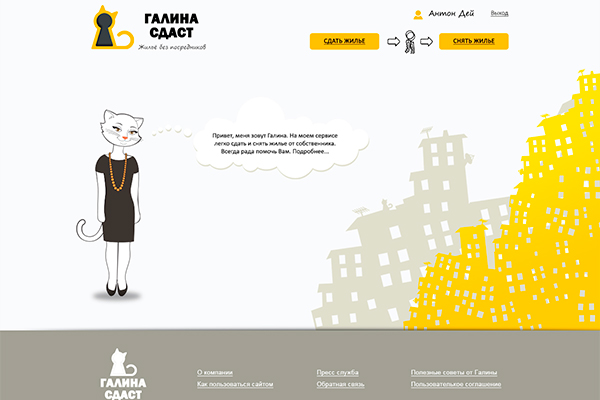 ГАЛИНА
СДАСТ
Жильё без посредников
Антон Дей
Выход
СДАТЬ ЖИЛЬЕ
СНЯТЬ ЖИЛЬЕ
Привет, меня зовут Галина. На моем сервисе
легко сдать и снять жилье от собственника.
Всегда рада помочь Вам. Подробнее...
ГАЛИНА
СДАСТ
О компании
Как пользоваться сайтом
Пресс служба
Обратная связь
Полезные советы от Галины
Пользовательское соглашение